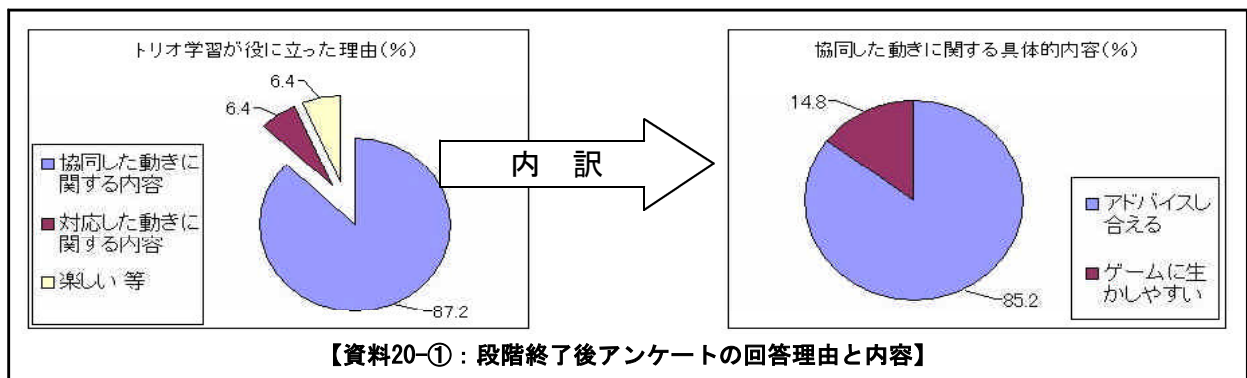 トリオ学習が役に立った理由(%)
6.4
6.4
87.2
協同した動きに
関する内容
対応した動きに
関する内容
楽しい 等
内 訳
協同した動きに関する具体的内容(%)
14.8
85.2
アドバイスし
合える
ゲームに生
かしやすい
【資料20-①:段階終了後アンケートの回答理由と内容】